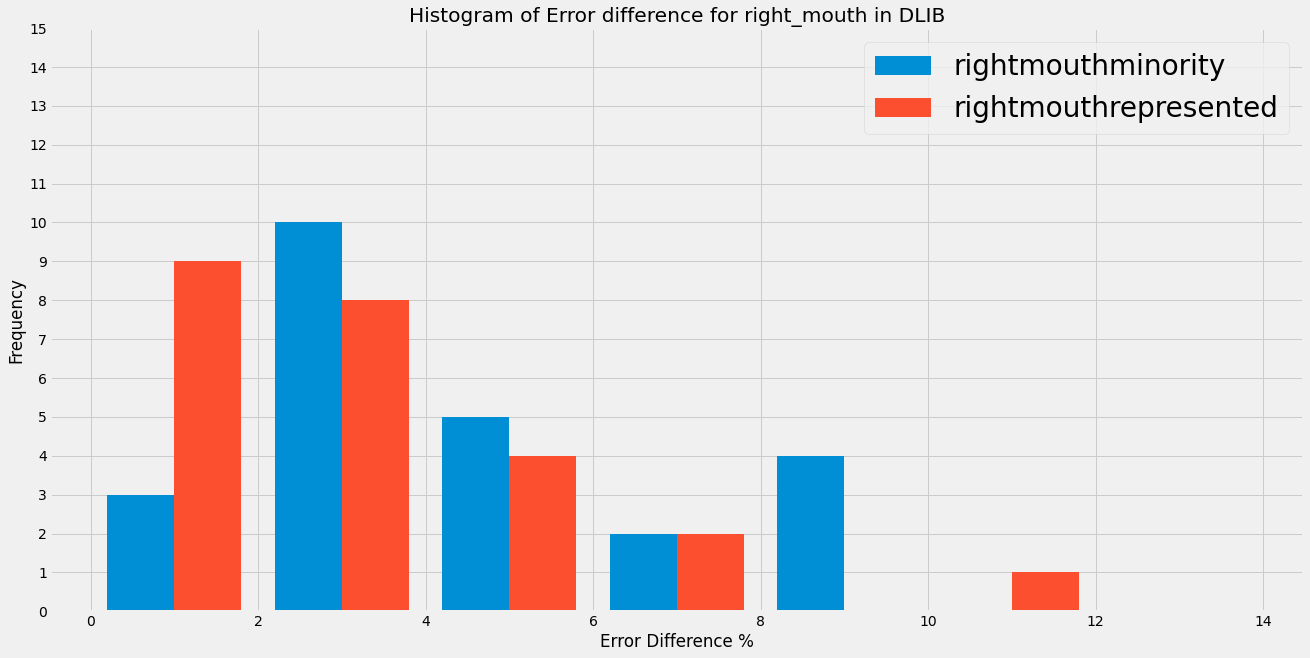 Histogram of Error difference for right_mouth in DLIB
15
14
13
12
11
10
9
8
7
6
5
4
3
2
1
0
Frequency
rightmouthminority
rightmouthrepresented
0 2 4 6 8 10 12 14
Error Difference %